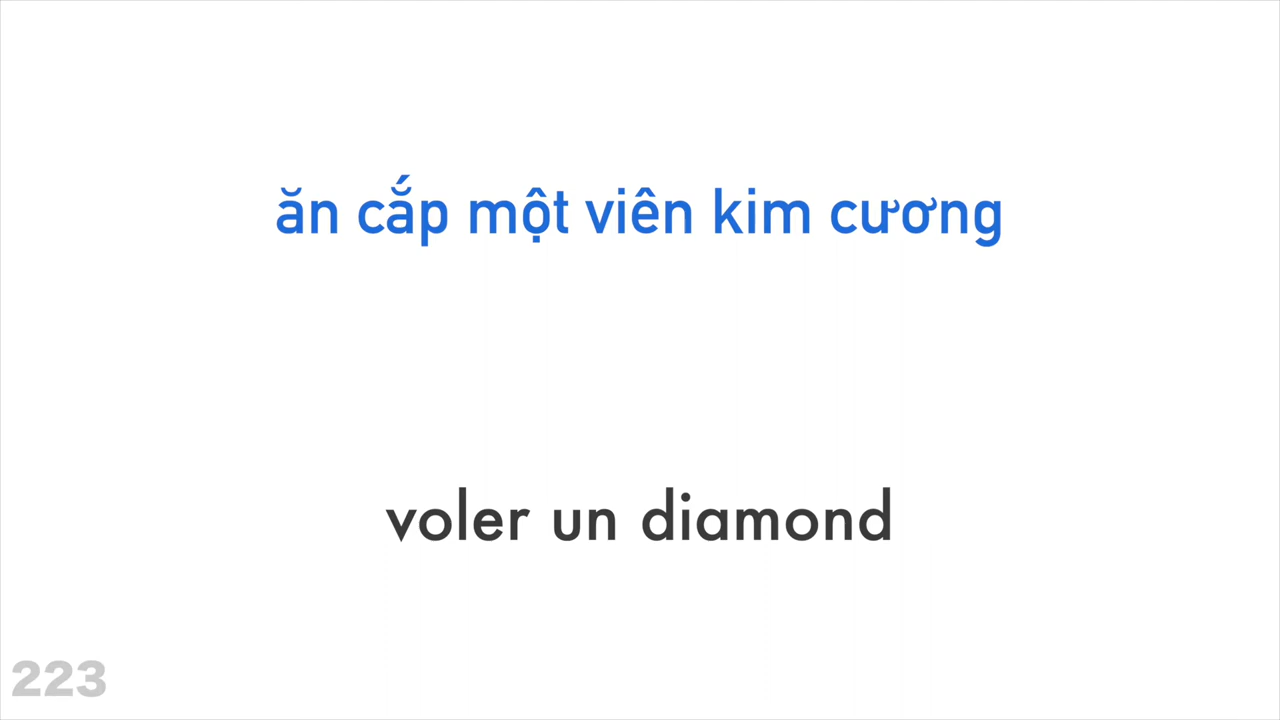 ăn cắp một viên kim cương
voler un diamond
223